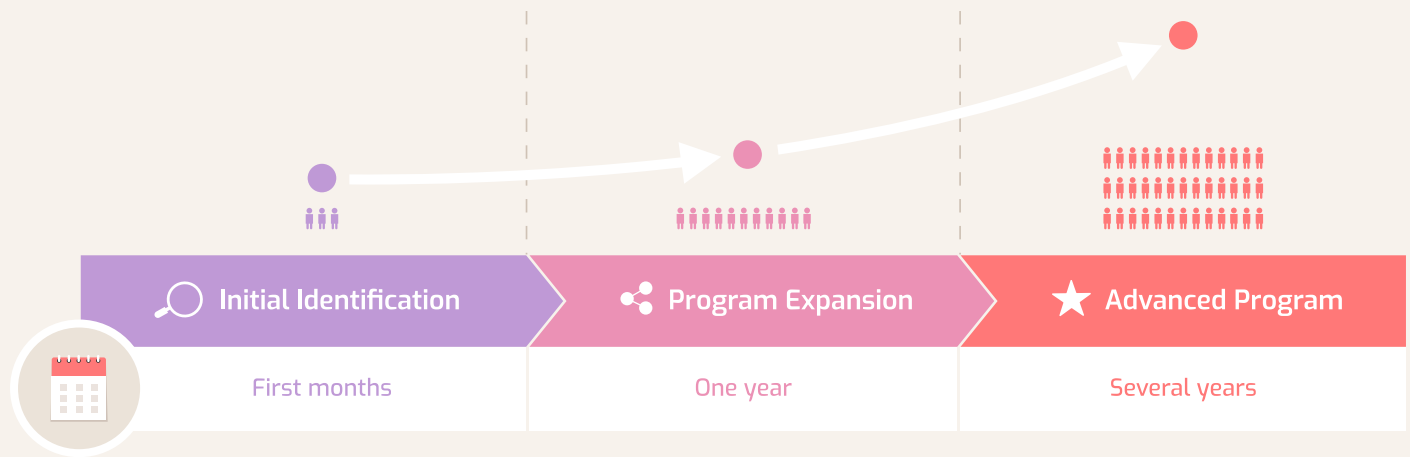 Initial Identification
Program Expansion
Advanced Program
First months
One year
Several years